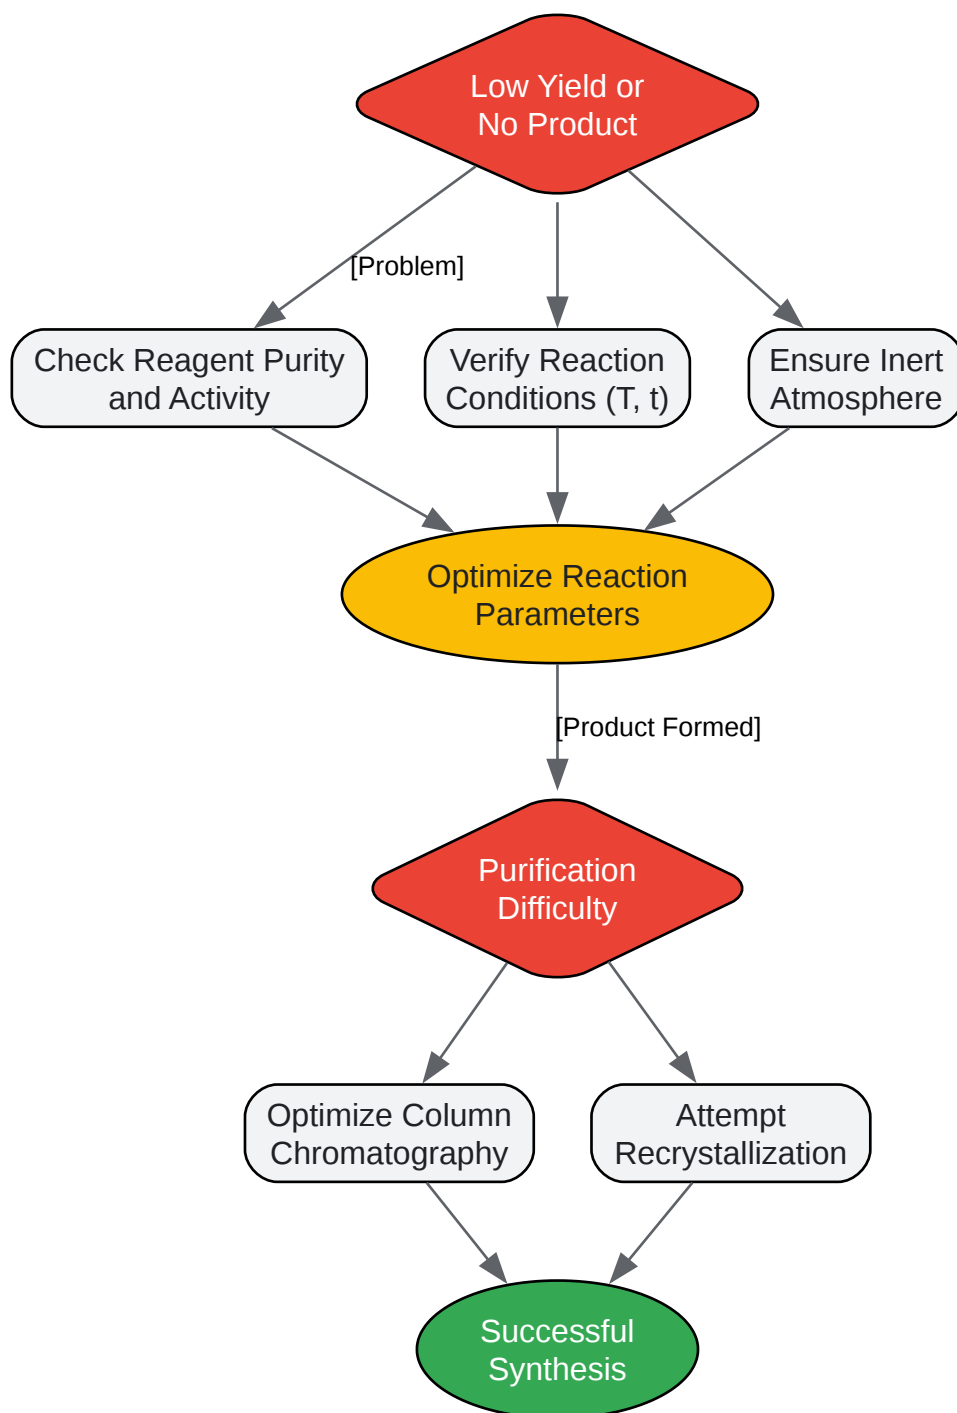 Low Yield or
No Product
[Problem]
Check Reagent Purity
and Activity
Verify Reaction
Conditions (T, t)
Ensure Inert
Atmosphere
Optimize Reaction
Parameters
[Product Formed]
Purification
Difficulty
Optimize Column
Chromatography
Attempt
Recrystallization
Successful
Synthesis